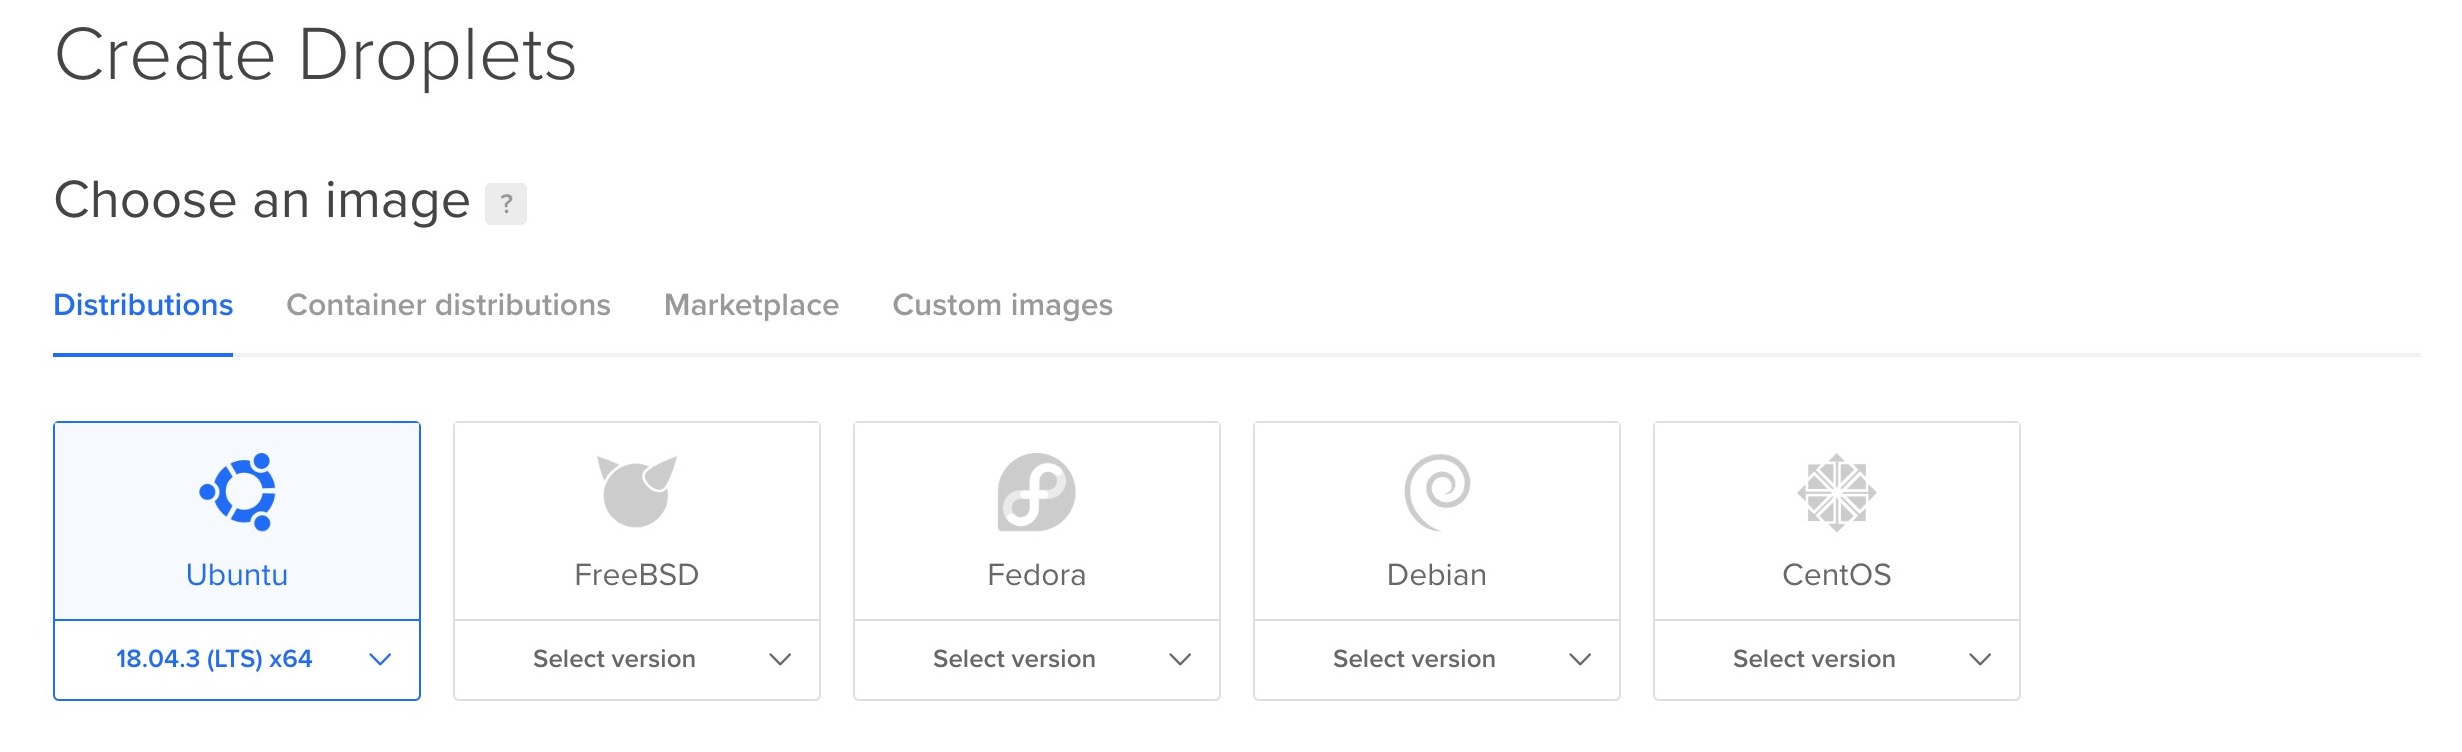 Create Droplets
Choose an image ?
Distributions Container distributions Marketplace Custom images
Ubuntu FreeBSD Fedora Debian CentOS
18.04.3 (LTS) x64 Select version Select version Select version Select version